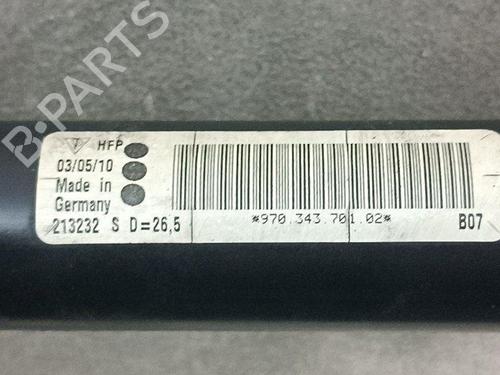 B-PARTS
HFP
03/05/10
Made in
Germany
213232 S D=26,5
*970.343.701.02*
B07